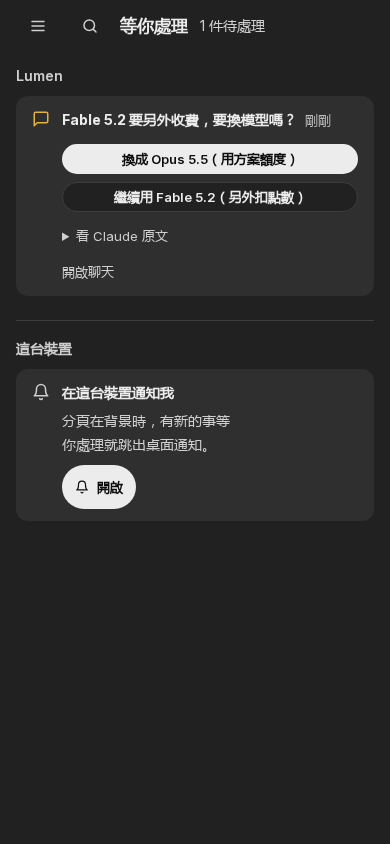 等你處理 1 件待處理
Lumen
Fable 5.2 要另外收費，要換模型嗎？ 剛剛
換成 Opus 5.5（用方案額度）
繼續用 Fable 5.2（另外扣點數）
▶ 看 Claude 原文
開啟聊天
這台裝置
在這台裝置通知我
分頁在背景時，有新的事等
你處理就跳出桌面通知。
開啟